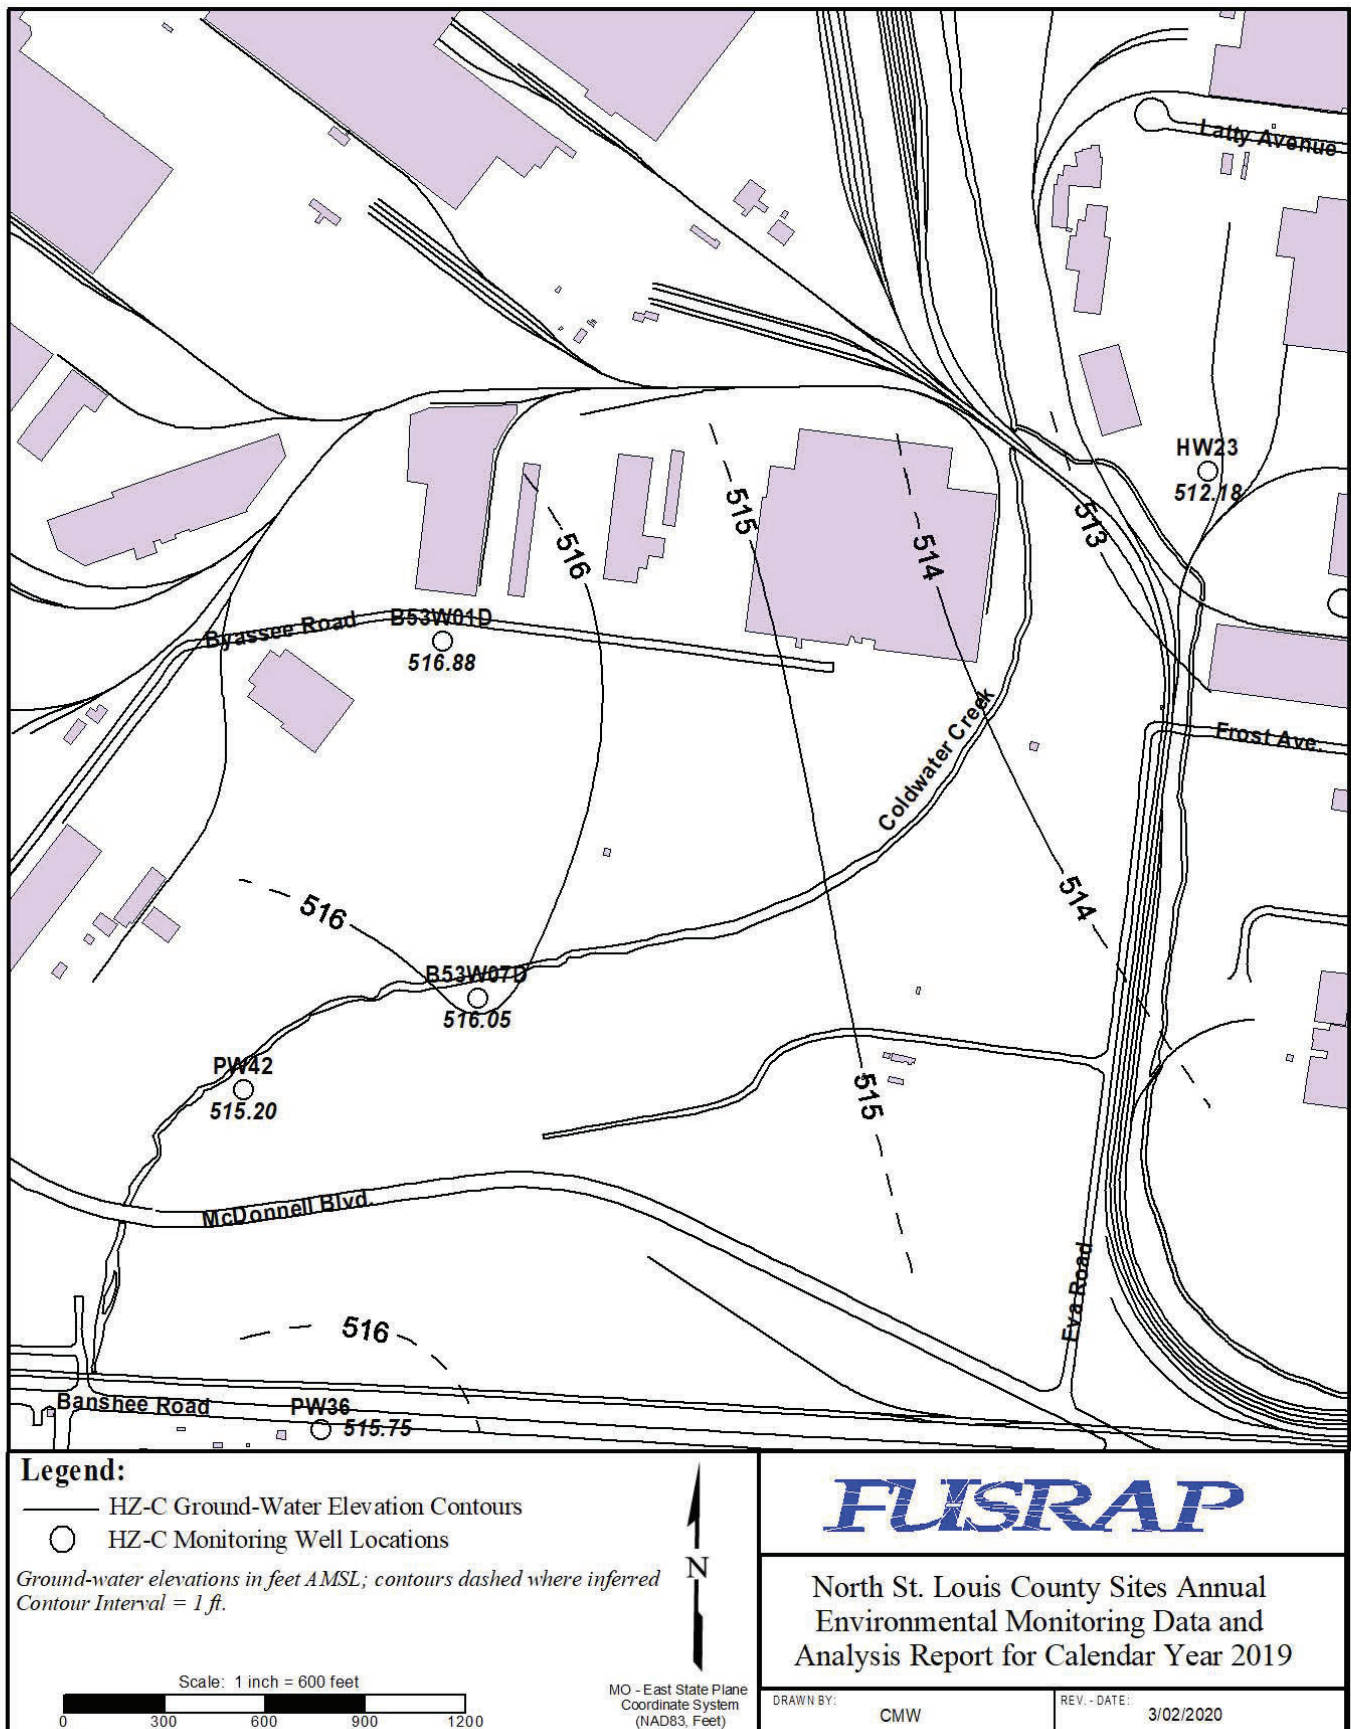 Latty Avenue
HW23
512.18
515
516
514
513
Byassee Road
B53W01D
516.88
Coldwater Creek
Frost Ave.
516
514
B53W07D
516.05
PW42
515.20
515
McDonnell Blvd.
Eva Road
516
Banshee Road
PW36
515.75
Legend:
HZ-C Ground-Water Elevation Contours
HZ-C Monitoring Well Locations
Ground-water elevations in feet AMSL; contours dashed where inferred
Contour Interval = 1 ft.
Scale: 1 inch = 600 feet
0 300 600 900 1200
N
MO - East State Plane
Coordinate System
(NAD83, Feet)
FUSRAP
North St. Louis County Sites Annual
Environmental Monitoring Data and
Analysis Report for Calendar Year 2019
DRAWN BY:
CMW
REV. - DATE:
3/02/2020